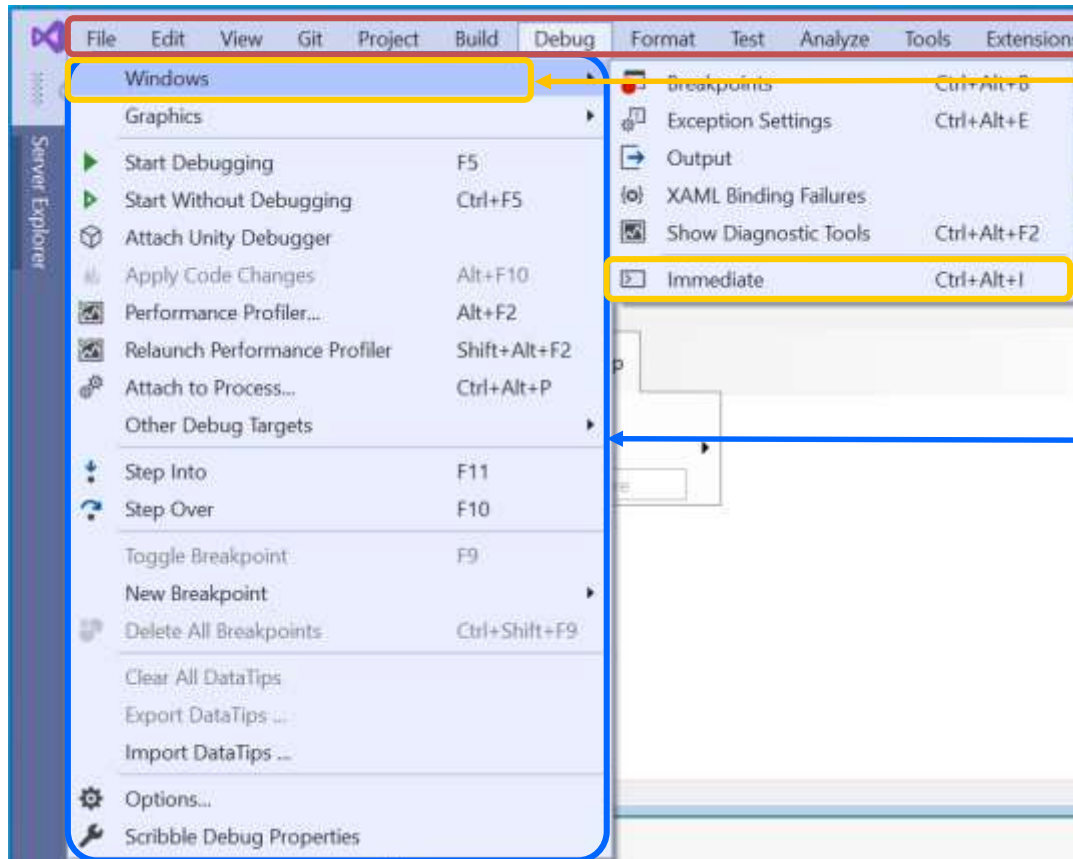 File Edit View Git Project Build Debug Format Test Analyze Tools Extensions
Windows
Graphics
Start Debugging F5
Start Without Debugging Ctrl+F5
Attach Unity Debugger
Apply Code Changes Alt+F10
Performance Profiler... Alt+F2
Relaunch Performance Profiler Shift+Alt+F2
Attach to Process... Ctrl+Alt+P
Other Debug Targets
Step Into F11
Step Over F10
Toggle Breakpoint F9
New Breakpoint
Delete All Breakpoints Ctrl+Shift+F9
Clear All DataTips
Export DataTips ...
Import DataTips ...
Options...
Scribble Debug Properties
Breakpoints Ctrl+Alt+B
Exception Settings Ctrl+Alt+E
Output
XAML Binding Failures
Show Diagnostic Tools Ctrl+Alt+F2
Immediate Ctrl+Alt+I
Server Explorer